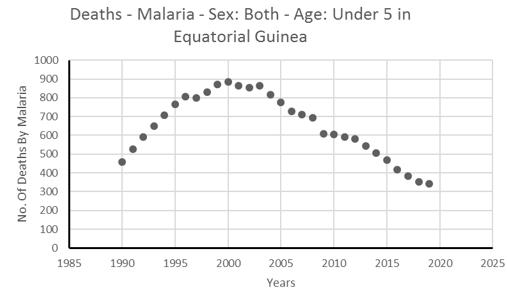 Deaths - Malaria - Sex: Both - Age: Under 5 in
Equatorial Guinea
No. Of Deaths By Malaria
1000
900
800
700
600
500
400
300
200
100
0
1985 1990 1995 2000 2005 2010 2015 2020 2025
Years